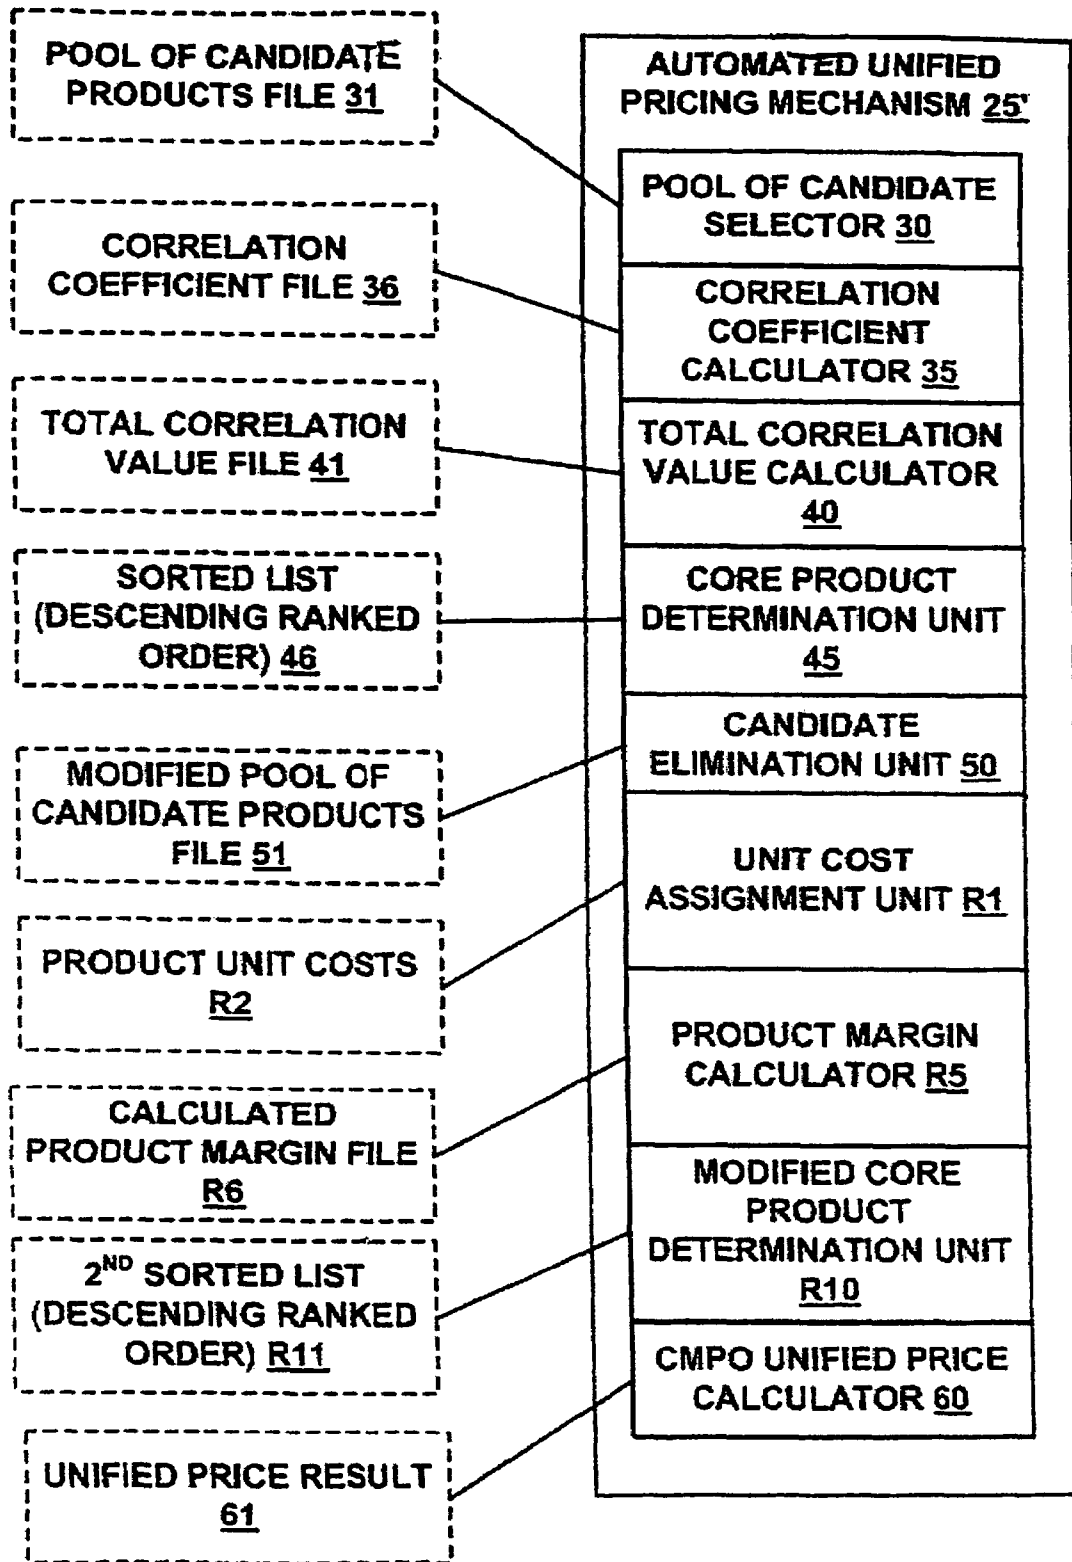 POOL OF CANDIDATE
PRODUCTS FILE 31
CORRELATION
COEFFICIENT FILE 36
TOTAL CORRELATION
VALUE FILE 41
SORTED LIST
(DESCENDING RANKED
ORDER) 46
MODIFIED POOL OF
CANDIDATE PRODUCTS
FILE 51
PRODUCT UNIT COSTS
R2
CALCULATED
PRODUCT MARGIN FILE
R6
2ND SORTED LIST
(DESCENDING RANKED
ORDER) R11
UNIFIED PRICE RESULT
61
AUTOMATED UNIFIED
PRICING MECHANISM 25'
POOL OF CANDIDATE
SELECTOR 30
CORRELATION
COEFFICIENT
CALCULATOR 35
TOTAL CORRELATION
VALUE CALCULATOR
40
CORE PRODUCT
DETERMINATION UNIT
45
CANDIDATE
ELIMINATION UNIT 50
UNIT COST
ASSIGNMENT UNIT R1
PRODUCT MARGIN
CALCULATOR R5
MODIFIED CORE
PRODUCT
DETERMINATION UNIT
R10
CMPO UNIFIED PRICE
CALCULATOR 60